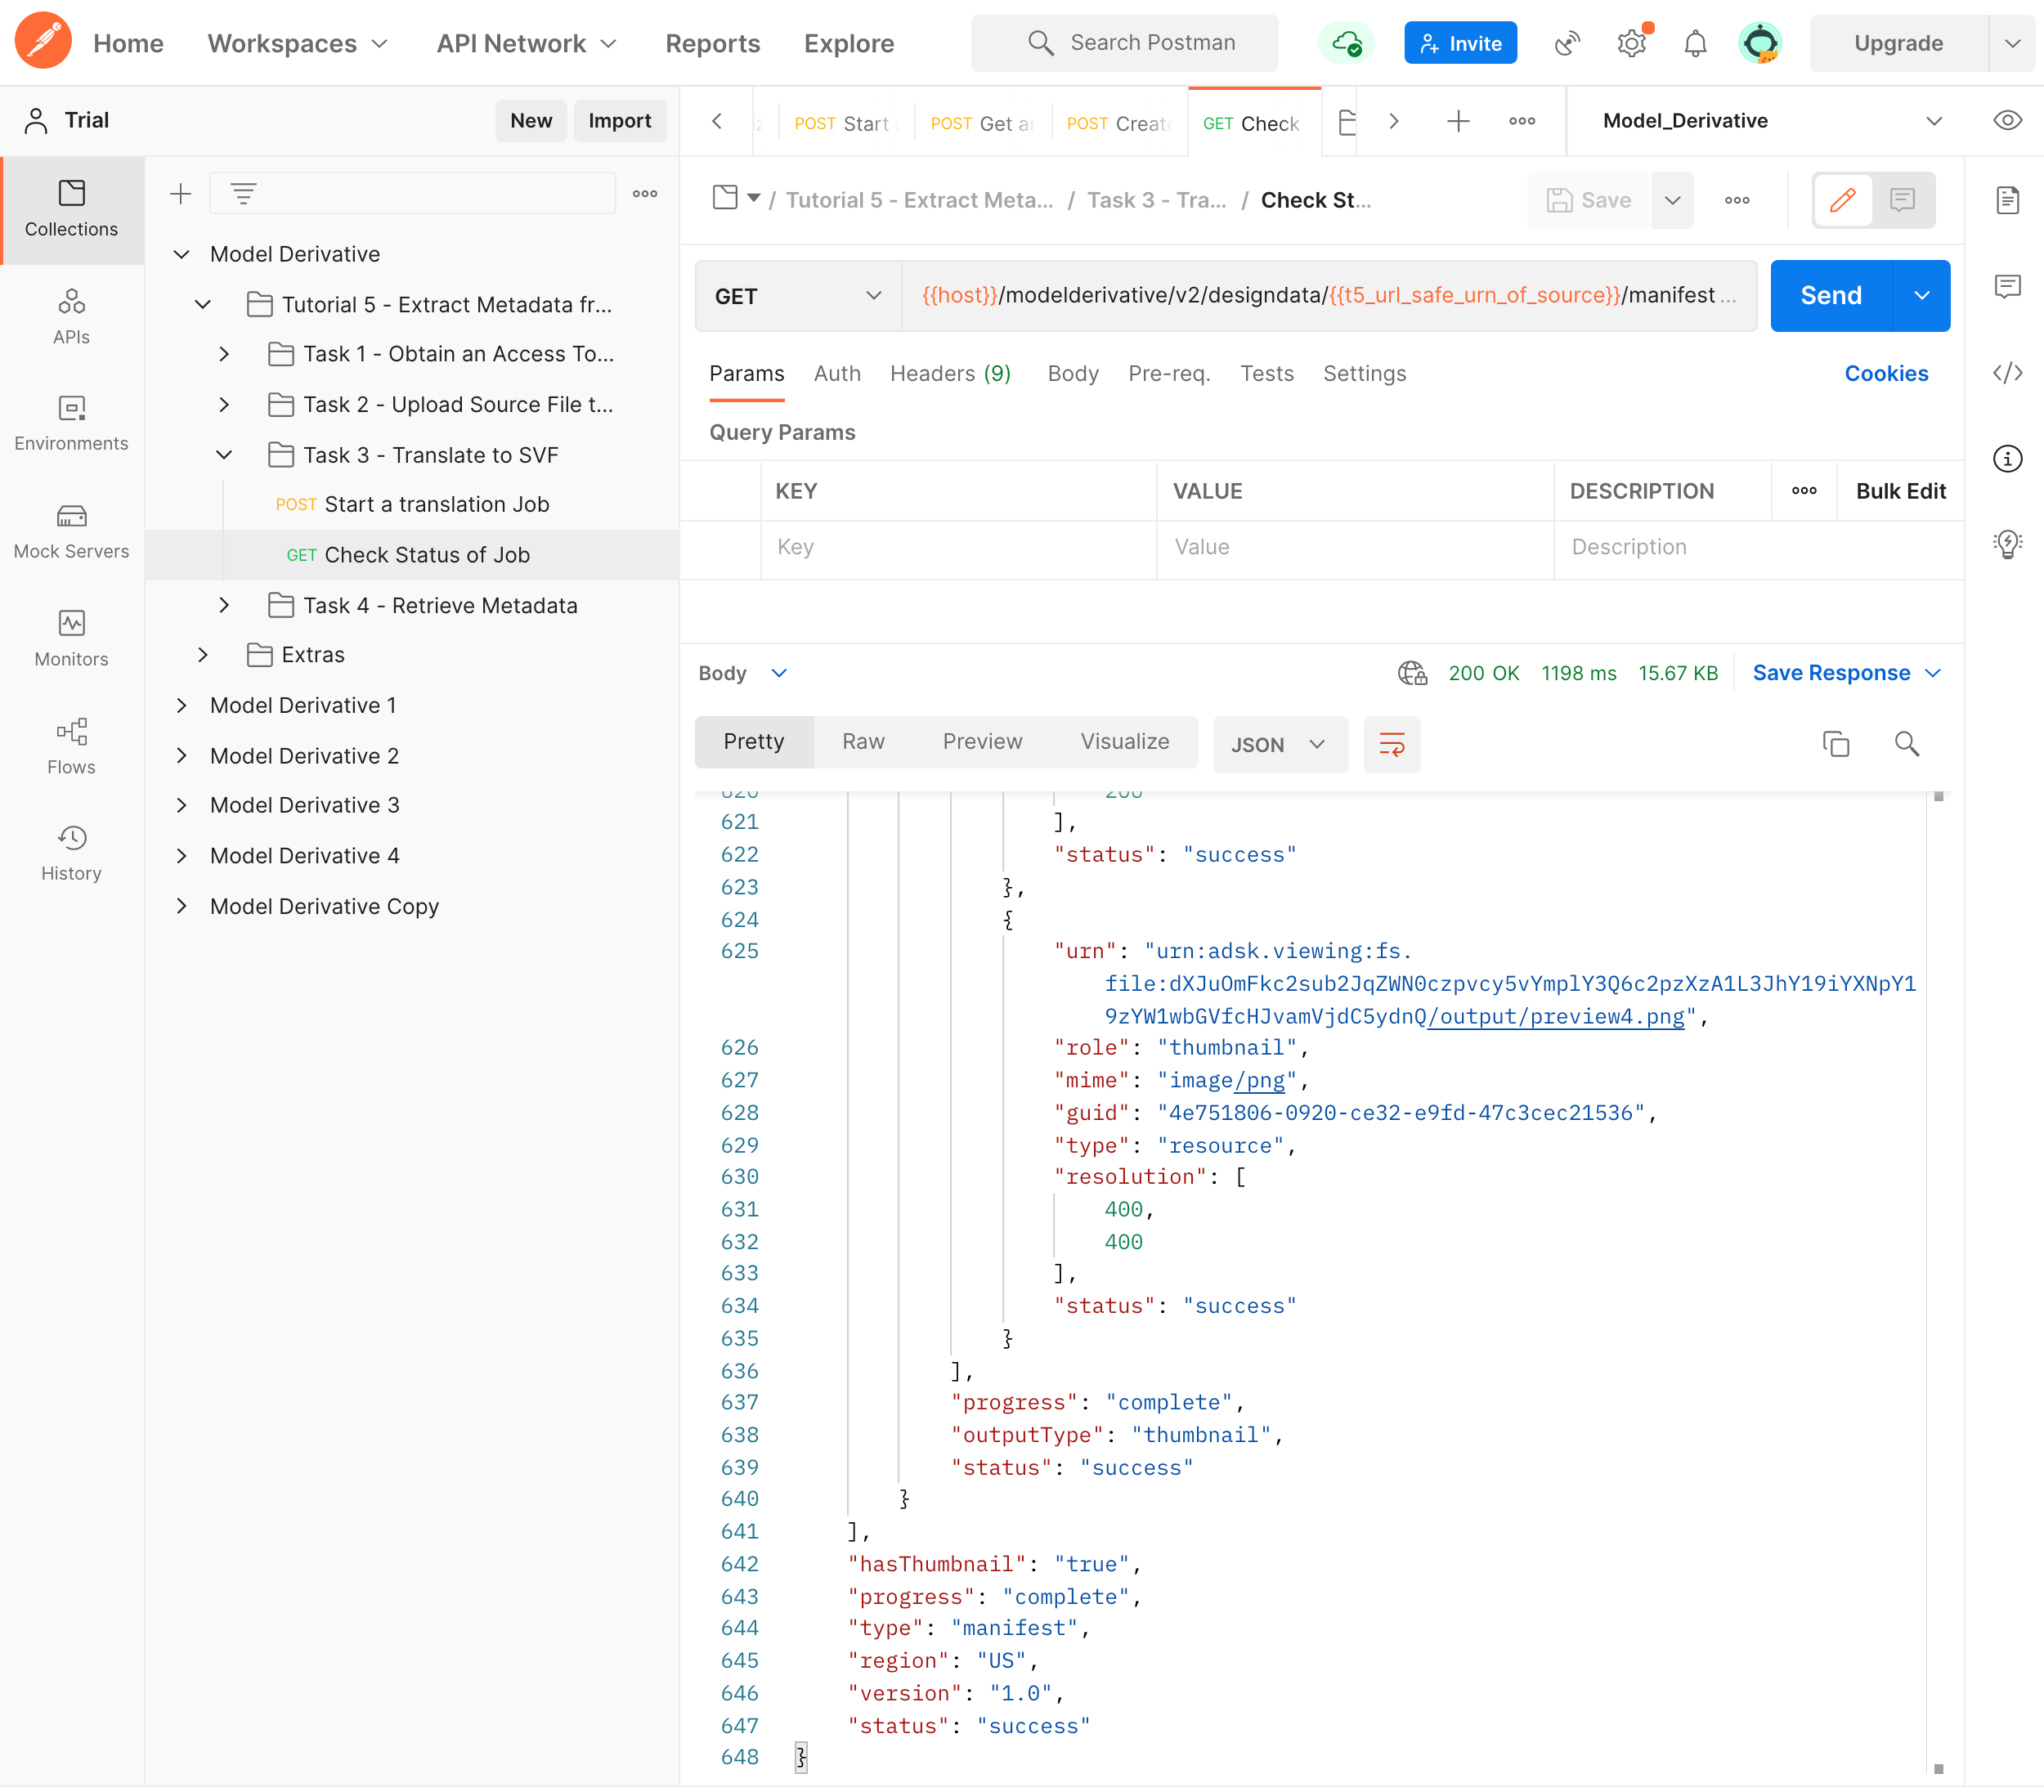 Home Workspaces API Network Reports Explore Search Postman Invite Upgrade
Trial New Import
POST Start
POST Get
POST Create
GET Check
Model_Derivative
Collections
APIs
Environments
Mock Servers
Monitors
Flows
History
Model Derivative
Tutorial 5 - Extract Metadata fr...
Task 1 - Obtain an Access To...
Task 2 - Upload Source File t...
Task 3 - Translate to SVF
POST Start a translation Job
GET Check Status of Job
Task 4 - Retrieve Metadata
Extras
Model Derivative 1
Model Derivative 2
Model Derivative 3
Model Derivative 4
Model Derivative Copy
/ Tutorial 5 - Extract Meta... / Task 3 - Tra... / Check St... Save
GET {{host}}/modelderivative/v2/designdata/{{t5_url_safe_urn_of_source}}/manifest ... Send
Params Auth Headers (9) Body Pre-req. Tests Settings Cookies
Query Params
KEY VALUE DESCRIPTION Bulk Edit
Key Value Description
Body 200 OK 1198 ms 15.67 KB Save Response
Pretty Raw Preview Visualize JSON
620 200
621 ],
622 "status": "success"
623 },
624 {
625 "urn": "urn:adsk.viewing:fs.
file:dXJuOmFkc2sub2JqZWN0czpvcy5vYmplY3Q6c2pzXzA1L3JhY19iYXNpY1
9zYW1wbGVfcHJvamVjdC5ydnQ/output/preview4.png",
626 "role": "thumbnail",
627 "mime": "image/png",
628 "guid": "4e751806-0920-ce32-e9fd-47c3cec21536",
629 "type": "resource",
630 "resolution": [
631 400,
632 400
633 ],
634 "status": "success"
635 }
636 ],
637 "progress": "complete",
638 "outputType": "thumbnail",
639 "status": "success"
640 }
641 ],
642 "hasThumbnail": "true",
643 "progress": "complete",
644 "type": "manifest",
645 "region": "US",
646 "version": "1.0",
647 "status": "success"
648 }